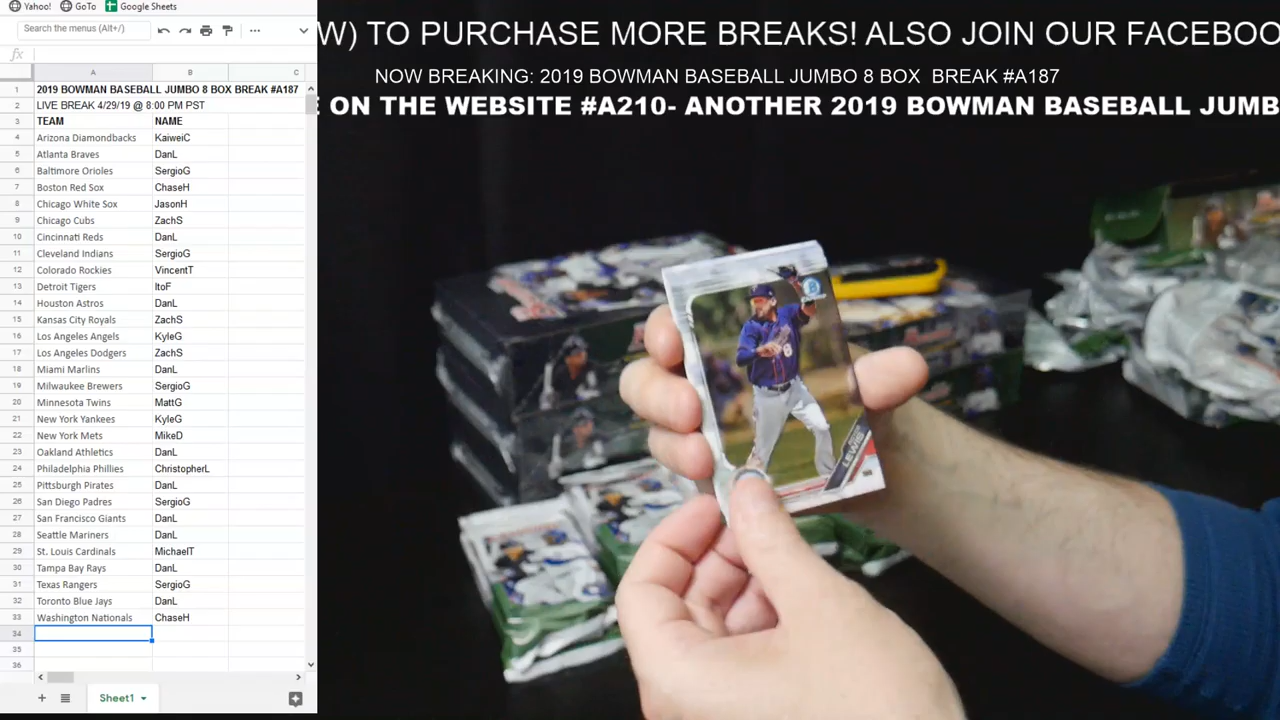 Yahoo!
GoTo
Google Sheets
Search the menus (Alt+/)
fx
A
B
C
1 2019 BOWMAN BASEBALL JUMBO 8 BOX BREAK #A187
2 LIVE BREAK 4/29/19 @ 8:00 PM PST
3 TEAM NAME
4 Arizona Diamondbacks KaiweiC
5 Atlanta Braves DanL
6 Baltimore Orioles SergioG
7 Boston Red Sox ChaseH
8 Chicago White Sox JasonH
9 Chicago Cubs ZachS
10 Cincinnati Reds DanL
11 Cleveland Indians SergioG
12 Colorado Rockies VincentT
13 Detroit Tigers ItoF
14 Houston Astros DanL
15 Kansas City Royals ZachS
16 Los Angeles Angels KyleG
17 Los Angeles Dodgers ZachS
18 Miami Marlins DanL
19 Milwaukee Brewers SergioG
20 Minnesota Twins MattG
21 New York Yankees KyleG
22 New York Mets MikeD
23 Oakland Athletics DanL
24 Philadelphia Phillies ChristopherL
25 Pittsburgh Pirates DanL
26 San Diego Padres SergioG
27 San Francisco Giants DanL
28 Seattle Mariners DanL
29 St. Louis Cardinals MichaelT
30 Tampa Bay Rays DanL
31 Texas Rangers SergioG
32 Toronto Blue Jays DanL
33 Washington Nationals ChaseH
34
35
36
Sheet1
W) TO PURCHASE MORE BREAKS! ALSO JOIN OUR FACEBOO
NOW BREAKING: 2019 BOWMAN BASEBALL JUMBO 8 BOX BREAK #A187
E ON THE WEBSITE #A210- ANOTHER 2019 BOWMAN BASEBALL JUMB
8
LEWIS